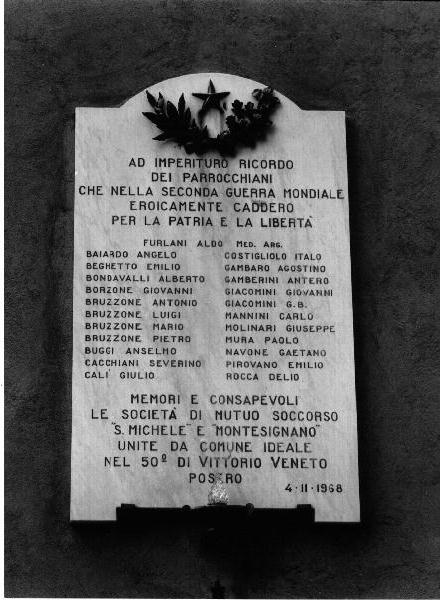 AD IMPERITURO RICORDO
DEI PARROCCHIANI
CHE NELLA SECONDA GUERRA MONDIALE
EROICAMENTE CADDERO
PER LA PATRIA E LA LIBERTÀ
FURLANI ALDO MED. ARG.
BAIARDO ANGELO COSTIGLIOLO ITALO
BEGHETTO EMILIO GAMBARO AGOSTINO
BONDAVALLI ALBERTO GAMBERINI ANTERO
BORZONE GIOVANNI GIACOMINI GIOVANNI
BRUZZONE ANTONIO GIACOMINI G.B.
BRUZZONE LUIGI MANNINI CARLO
BRUZZONE MARIO MOLINARI GIUSEPPE
BRUZZONE PIETRO MURA PAOLO
BUGGI ANSELMO NAVONE GAETANO
CACCHIANI SEVERINO PIROVANO EMILIO
CALÌ GIULIO ROCCA DELIO
MEMORI E CONSAPEVOLI
LE SOCIETÀ DI MUTUO SOCCORSO
"S. MICHELE" E "MONTESIGNANO"
UNITE DA COMUNE IDEALE
NEL 50º DI VITTORIO VENETO
POSERO
4·11·1968